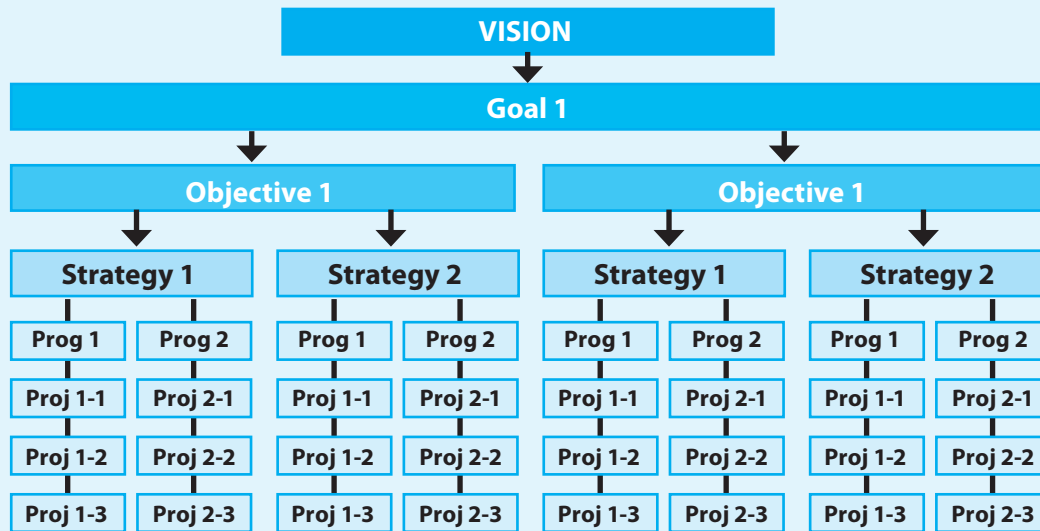 VISION
Goal 1
Objective 1 Objective 1
Strategy 1 Strategy 2 Strategy 1 Strategy 2
Prog 1 Prog 2 Prog 1 Prog 2 Prog 1 Prog 2 Prog 1 Prog 2
Proj 1-1 Proj 2-1 Proj 1-1 Proj 2-1 Proj 1-1 Proj 2-1 Proj 1-1 Proj 2-1
Proj 1-2 Proj 2-2 Proj 1-2 Proj 2-2 Proj 1-2 Proj 2-2 Proj 1-2 Proj 2-2
Proj 1-3 Proj 2-3 Proj 1-3 Proj 2-3 Proj 1-3 Proj 2-3 Proj 1-3 Proj 2-3